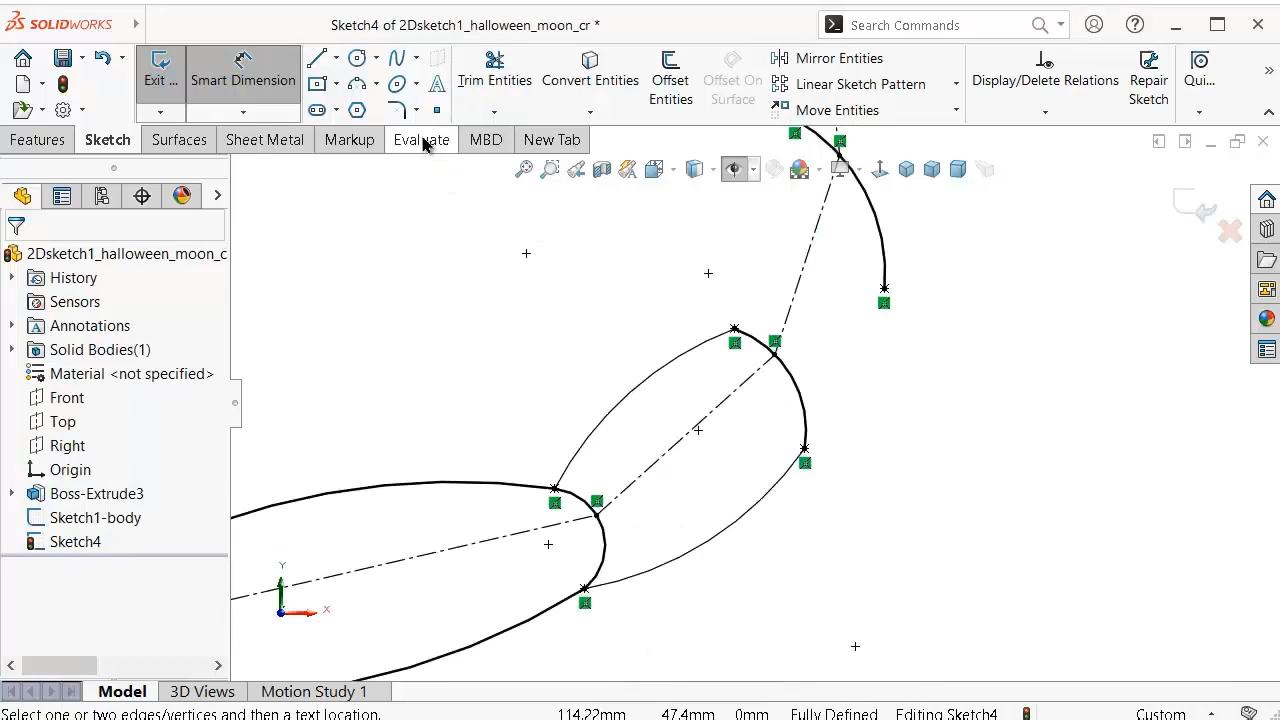 SOLIDWORKS
Sketch4 of 2Dsketch1_halloween_moon_cr *
Search Commands
Exit ...
Smart Dimension
Trim Entities
Convert Entities
Offset Entities
Offset On Surface
Mirror Entities
Linear Sketch Pattern
Move Entities
Display/Delete Relations
Repair Sketch
Qui...
Features
Sketch
Surfaces
Sheet Metal
Markup
Evaluate
MBD
New Tab
2Dsketch1_halloween_moon_c
History
Sensors
Annotations
Solid Bodies(1)
Material <not specified>
Front
Top
Right
Origin
Boss-Extrude3
Sketch1-body
Sketch4
Y
X
Model
3D Views
Motion Study 1
Select one or two edges/vertices and then a text location.
114.22mm
47.4mm
0mm
Fully Defined
Editing Sketch4
Custom